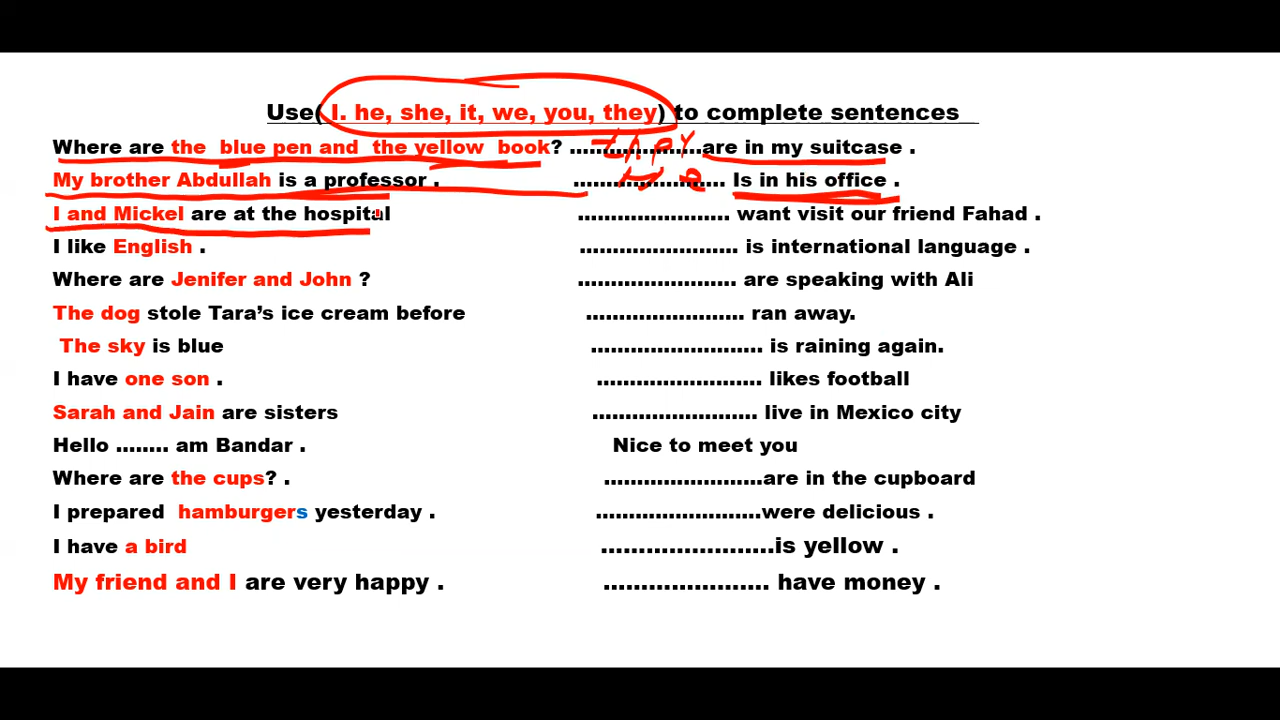 Use( I. he, she, it, we, you, they) to complete sentences
Where are the blue pen and the yellow book? ......................are in my suitcase .
they
My brother Abdullah is a professor . ......................... Is in his office .
He
I and Mickel are at the hospital ......................... want visit our friend Fahad .
I like English . .......................... is international language .
Where are Jenifer and John ? .......................... are speaking with Ali
The dog stole Tara’s ice cream before .......................... ran away.
The sky is blue ............................ is raining again.
I have one son . ........................... likes football
Sarah and Jain are sisters ........................... live in Mexico city
Hello ........ am Bandar . Nice to meet you
Where are the cups? . ..........................are in the cupboard
I prepared hamburgers yesterday . ...........................were delicious .
I have a bird ..........................is yellow .
My friend and I are very happy . ........................ have money .